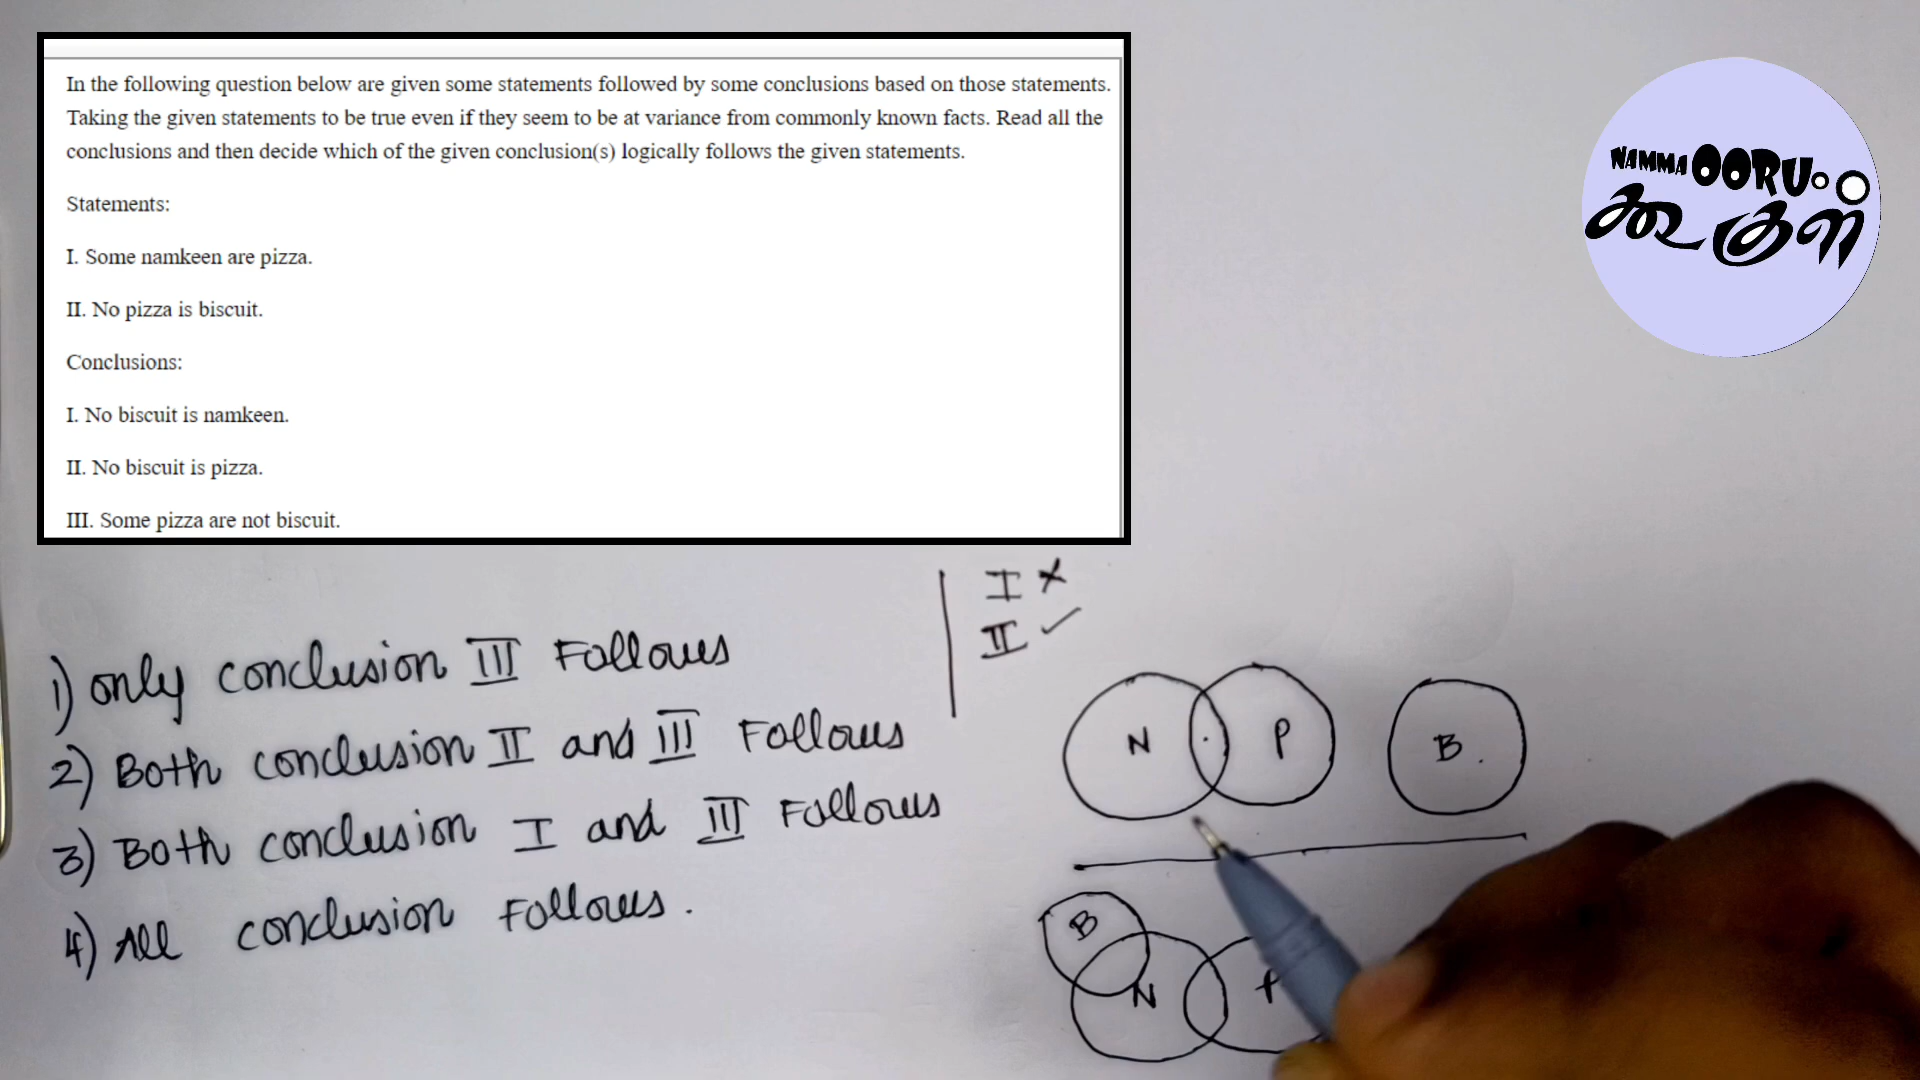 In the following question below are given some statements followed by some conclusions based on those statements.
Taking the given statements to be true even if they seem to be at variance from commonly known facts. Read all the
conclusions and then decide which of the given conclusion(s) logically follows the given statements.
Statements:
I. Some namkeen are pizza.
II. No pizza is biscuit.
Conclusions:
I. No biscuit is namkeen.
II. No biscuit is pizza.
III. Some pizza are not biscuit.
NAMMA OORU
கூகுள்
I ✗
II ✓
1) only conclusion III Follows
2) Both conclusion II and III Follows
3) Both conclusion I and III Follows
4) All conclusion Follows.
N P B
B
N P